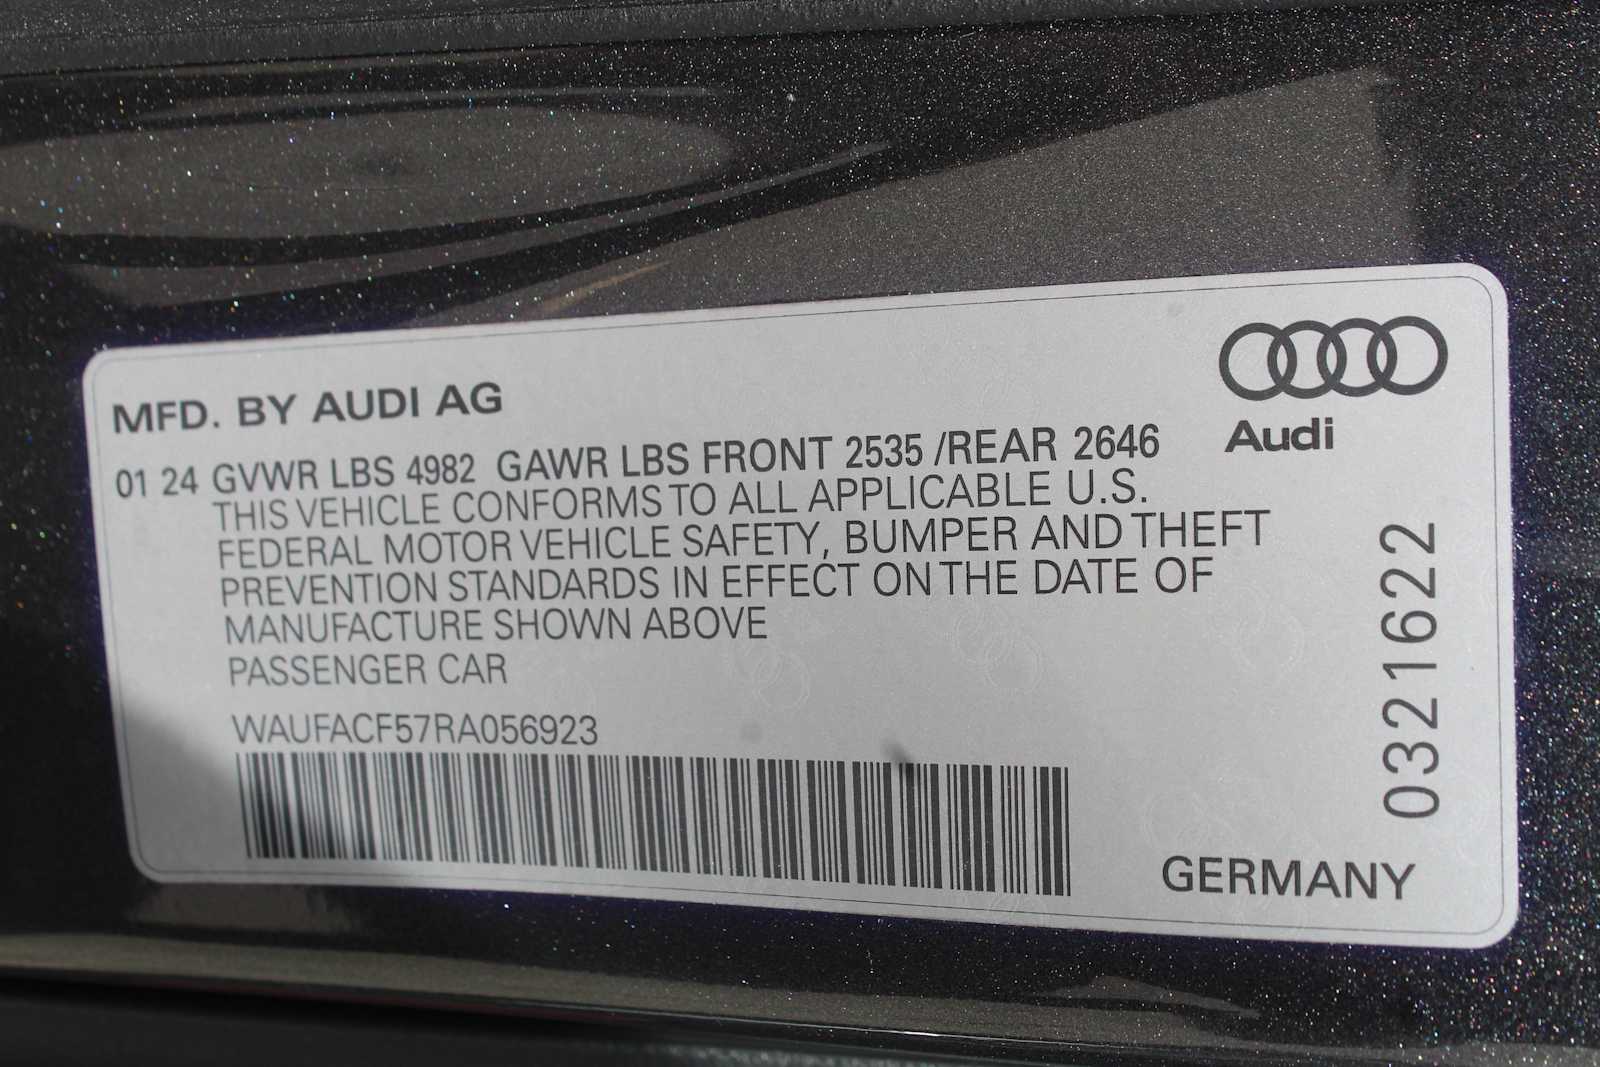 MFD. BY AUDI AG
Audi
01 24 GVWR LBS 4982 GAWR LBS FRONT 2535 /REAR 2646
THIS VEHICLE CONFORMS TO ALL APPLICABLE U.S.
FEDERAL MOTOR VEHICLE SAFETY, BUMPER AND THEFT
PREVENTION STANDARDS IN EFFECT ON THE DATE OF
MANUFACTURE SHOWN ABOVE
PASSENGER CAR
WAUFACF57RA056923
0321622
GERMANY